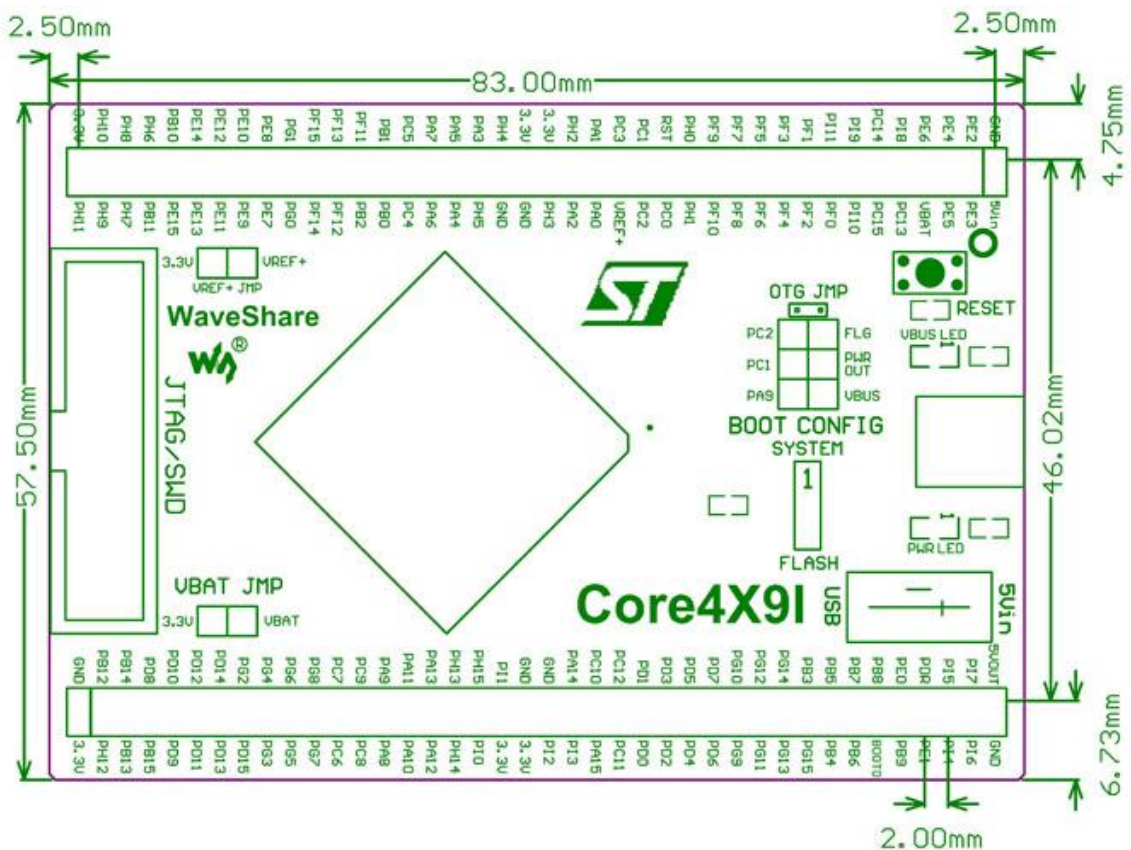 2.50mm
2.50mm
83.00mm
4.75mm
3.3V PH10 PH8 PH6 PB10 PE14 PE12 PE10 PE8 PG1 PF15 PF13 PF11 PB1 PC5 PA7 PA5 PA3 PH4 3.3V 3.3V PH2 PA1 PC3 PC1 RST PH0 PF9 PF7 PF5 PF3 PF1 PI11 PI9 PC14 PI8 PE6 PE4 PE2 GND
PH11 PH9 PH7 PB11 PE15 PE13 PE11 PE9 PE7 PG0 PF14 PF12 PB2 PB0 PC4 PA6 PA4 PH5 GND GND PH3 PA2 PA0 VREF+ PC2 PC0 PH1 PF10 PF8 PF6 PF4 PF2 PF0 PI10 PC15 PC13 VBAT PE5 PE3 5Vin
3.3V VREF+
VREF+ JMP
WaveShare
®
ST
OTG JMP
RESET
PC2 FLG
VBUS LED
1
PC1 PWR
OUT
PA9 VBUS
57.50mm
JTAG/SWD
46.02mm
BOOT CONFIG
SYSTEM
1
FLASH
1
PWR LED
VBAT JMP
3.3V VBAT
Core4X9I
USB
5Vin
GND PB12 PB14 PD8 PD10 PD12 PD14 PG2 PG4 PG6 PG8 PC7 PC9 PA9 PA11 PA13 PH13 PH15 PI1 GND GND PA14 PC10 PC12 PD1 PD3 PD5 PD7 PG10 PG12 PG14 PB3 PB5 PB7 PB8 PE0 PDR PI5 PI7 5VOUT
3.3V PH12 PB13 PB15 PD9 PD11 PD13 PD15 PG3 PG5 PG7 PC6 PC8 PA8 PA10 PA12 PH14 PI0 3.3V 3.3V PI2 PI3 PA15 PC11 PD0 PD2 PD4 PD6 PG9 PG11 PG13 PG15 PB4 PB6 BOOT0 PB9 PE1 PI4 PI6 GND
6.73mm
2.00mm